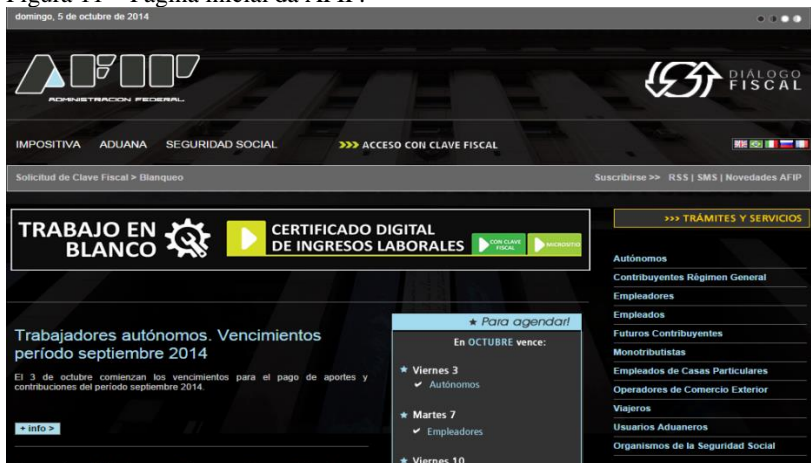 Figura 11 – Página inicial da AFIP.
domingo, 5 de octubre de 2014
AFIP
ADMINISTRACION FEDERAL
DIÁLOGO
FISCAL
IMPOSITIVA ADUANA SEGURIDAD SOCIAL >>> ACCESO CON CLAVE FISCAL
Solicitud de Clave Fiscal > Blanqueo
Suscribirse >> RSS | SMS | Novedades AFIP
TRABAJO EN
BLANCO
CERTIFICADO DIGITAL
DE INGRESOS LABORALES
CON CLAVE
FISCAL
MICROSITIO
Trabajadores autónomos. Vencimientos
período septiembre 2014
El 3 de octubre comienzan los vencimientos para el pago de aportes y
contribuciones del período septiembre 2014.
+ info >
Para agendar!
En OCTUBRE vence:
Viernes 3
Autónomos
Martes 7
Empleadores
Viernes 10
>>> TRÁMITES Y SERVICIOS
Autónomos
Contribuyentes Régimen General
Empleadores
Empleados
Futuros Contribuyentes
Monotributistas
Empleados de Casas Particulares
Operadores de Comercio Exterior
Viajeros
Usuarios Aduaneros
Organismos de la Seguridad Social